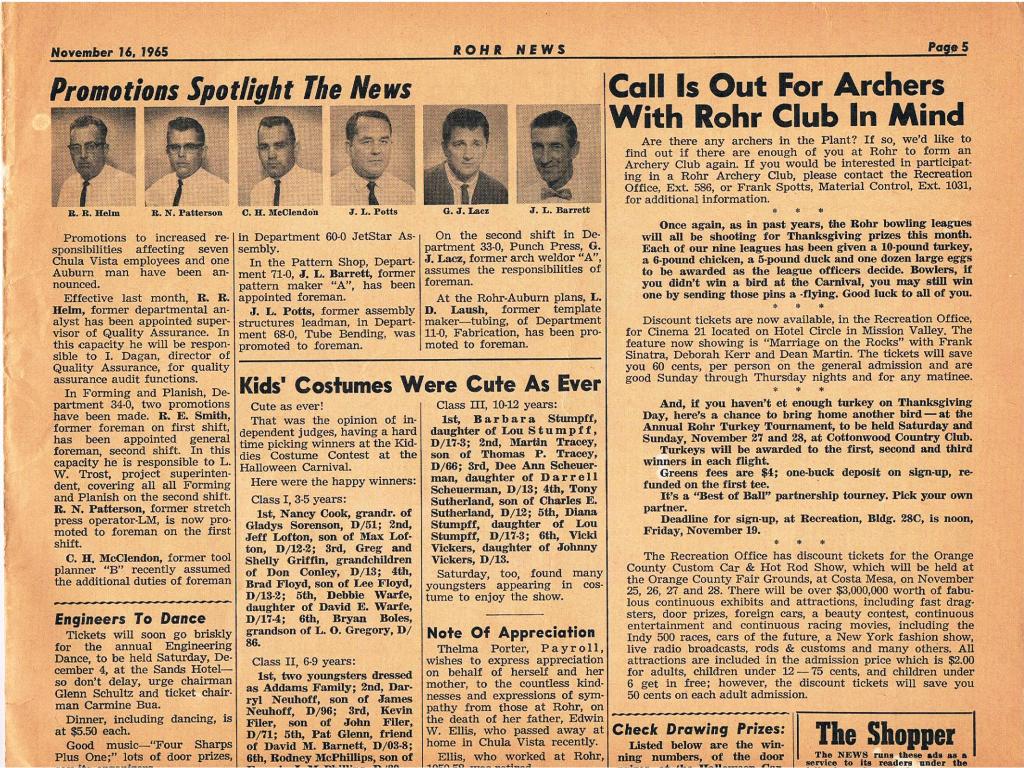 November 16, 1965
ROHR NEWS
Page 5
Promotions Spotlight The News
R. R. Helm
R. N. Patterson
C. H. McClendon
J. L. Potts
G. J. Lacz
J. L. Barrett
Promotions to increased re-
sponsibilities affecting seven
Chula Vista employees and one
Auburn man have been an-
nounced.
Effective last month, R. R.
Helm, former departmental an-
alyst has been appointed super-
visor of Quality Assurance. In
this capacity he will be respon-
sible to I. Dagan, director of
Quality Assurance, for quality
assurance audit functions.
In Forming and Planish, De-
partment 34-0, two promotions
have been made. R. E. Smith,
former foreman on first shift,
has been appointed general
foreman, second shift. In this
capacity he is responsible to L.
W. Trost, project superinten-
dent, covering all all Forming
and Planish on the second shift.
R. N. Patterson, former stretch
press operator-LM, is now pro-
moted to foreman on the first
shift.
C. H. McClendon, former tool
planner "B" recently assumed
the additional duties of foreman
in Department 60-0 JetStar As-
sembly.
In the Pattern Shop, Depart-
ment 71-0, J. L. Barrett, former
pattern maker "A", has been
appointed foreman.
J. L. Potts, former assembly
structures leadman, in Depart-
ment 68-0, Tube Bending, was
promoted to foreman.
On the second shift in De-
partment 33-0, Punch Press, G.
J. Lacz, former arch weldor "A",
assumes the responsibilities of
foreman.
At the Rohr-Auburn plans, L.
D. Laush, former template
maker—tubing, of Department
11-0, Fabrication, has been pro-
moted to foreman.
Engineers To Dance
Tickets will soon go briskly
for the annual Engineering
Dance, to be held Saturday, De-
cember 4, at the Sands Hotel—
so don't delay, urge chairman
Glenn Schultz and ticket chair-
man Carmine Bua.
Dinner, including dancing, is
at $5.50 each.
Good music—"Four Sharps
Plus One;" lots of door prizes,
Kids' Costumes Were Cute As Ever
Cute as ever!
That was the opinion of in-
dependent judges, having a hard
time picking winners at the Kid-
dies Costume Contest at the
Halloween Carnival.
Here were the happy winners:
Class I, 3-5 years:
1st, Nancy Cook, grandr. of
Gladys Sorenson, D/51; 2nd,
Jeff Lofton, son of Max Lof-
ton, D/12-2; 3rd, Greg and
Shelly Griffin, grandchildren
of Don Conley, D/13; 4th,
Brad Floyd, son of Lee Floyd,
D/13-2; 5th, Debbie Warfe,
daughter of David E. Warfe,
D/17-4; 6th, Bryan Boles,
grandson of L. O. Gregory, D/
86.
Class II, 6-9 years:
1st, two youngsters dressed
as Addams Family; 2nd, Dar-
ryl Neuhoff, son of James
Neuhoff, D/96; 3rd, Kevin
Filer, son of John Filer,
D/71; 5th, Pat Glenn, friend
of David M. Barnett, D/03-8;
6th, Rodney McPhillips, son of
Class III, 10-12 years:
1st, Barbara Stumpff,
daughter of Lou Stumpff,
D/17-3; 2nd, Martin Tracey,
son of Thomas P. Tracey,
D/66; 3rd, Dee Ann Scheuer-
man, daughter of Darrell
Scheuerman, D/13; 4th, Tony
Sutherland, son of Charles E.
Sutherland, D/12; 5th, Diana
Stumpff, daughter of Lou
Stumpff, D/17-3; 6th, Vicki
Vickers, daughter of Johnny
Vickers, D/13.
Saturday, too, found many
youngsters appearing in cos-
tume to enjoy the show.
Note Of Appreciation
Thelma Porter, Payroll,
wishes to express appreciation
on behalf of herself and her
mother, to the countless kind-
nesses and expressions of sym-
pathy from those at Rohr, on
the death of her father, Edwin
W. Ellis, who passed away at
home in Chula Vista recently.
Ellis, who worked at Rohr,
Call Is Out For Archers
With Rohr Club In Mind
Are there any archers in the Plant? If so, we'd like to
find out if there are enough of you at Rohr to form an
Archery Club again. If you would be interested in participat-
ing in a Rohr Archery Club, please contact the Recreation
Office, Ext. 586, or Frank Spotts, Material Control, Ext. 1031,
for additional information.
* * *
Once again, as in past years, the Rohr bowling leagues
will all be shooting for Thanksgiving prizes this month.
Each of our nine leagues has been given a 10-pound turkey,
a 6-pound chicken, a 5-pound duck and one dozen large eggs
to be awarded as the league officers decide. Bowlers, if
you didn't win a bird at the Carnival, you may still win
one by sending those pins a -flying. Good luck to all of you.
* * *
Discount tickets are now available, in the Recreation Office,
for Cinema 21 located on Hotel Circle in Mission Valley. The
feature now showing is "Marriage on the Rocks" with Frank
Sinatra, Deborah Kerr and Dean Martin. The tickets will save
you 60 cents, per person on the general admission and are
good Sunday through Thursday nights and for any matinee.
* * *
And, if you haven't et enough turkey on Thanksgiving
Day, here's a chance to bring home another bird—at the
Annual Rohr Turkey Tournament, to be held Saturday and
Sunday, November 27 and 28, at Cottonwood Country Club.
Turkeys will be awarded to the first, second and third
winners in each flight.
Greens fees are $4; one-buck deposit on sign-up, re-
funded on the first tee.
It's a "Best of Ball" partnership tourney. Pick your own
partner.
Deadline for sign-up, at Recreation, Bldg. 28C, is noon,
Friday, November 19.
* * *
The Recreation Office has discount tickets for the Orange
County Custom Car & Hot Rod Show, which will be held at
the Orange County Fair Grounds, at Costa Mesa, on November
25, 26, 27 and 28. There will be over $3,000,000 worth of fabu-
lous continuous exhibits and attractions, including fast drag-
sters, door prizes, foreign cars, a beauty contest, continuous
entertainment and continuous racing movies, including the
Indy 500 races, cars of the future, a New York fashion show,
live radio broadcasts, rods & customs and many others. All
attractions are included in the admission price which is $2.00
for adults, children under 12—75 cents, and children under
6 get in free; however, the discount tickets will save you
50 cents on each adult admission.
Check Drawing Prizes:
Listed below are the win-
ning numbers, of the door
The Shopper
The NEWS runs these ads as a
service to its readers under the